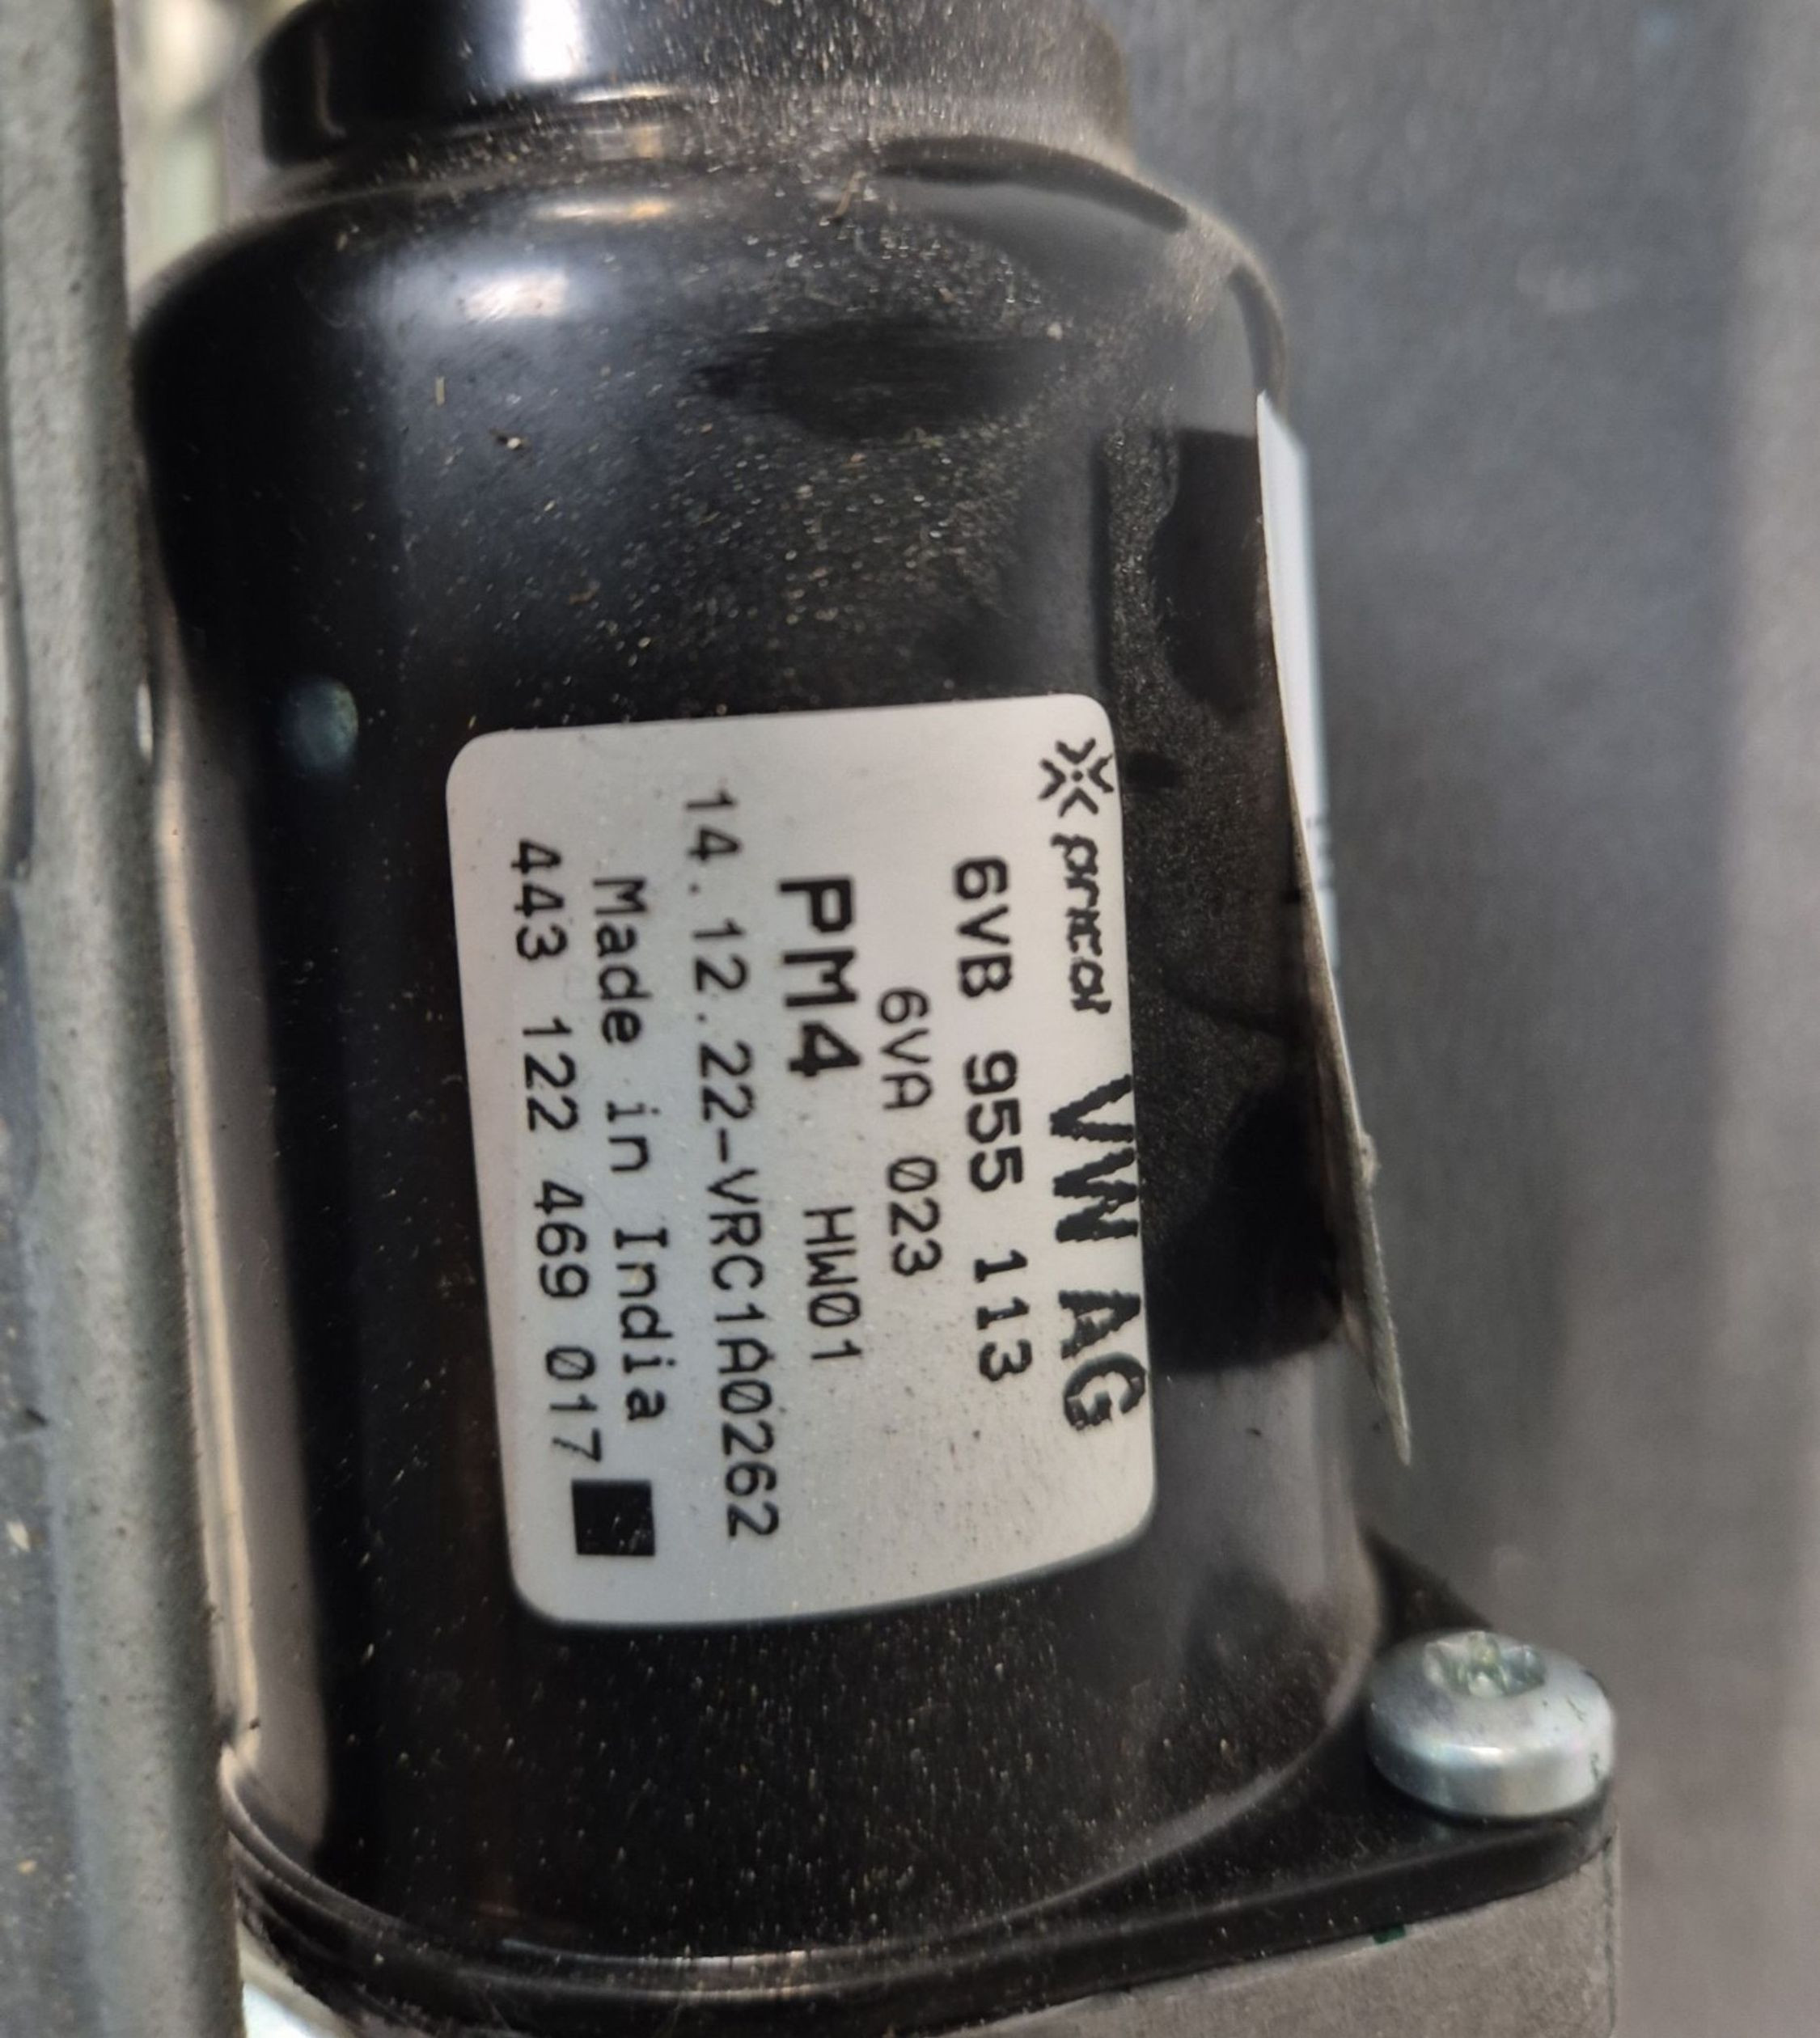 pricol VW AG
6VB 955 113
6VA 023
PM4 HW01
14.12.22-VRC1A0262
Made in India
443 122 469 017